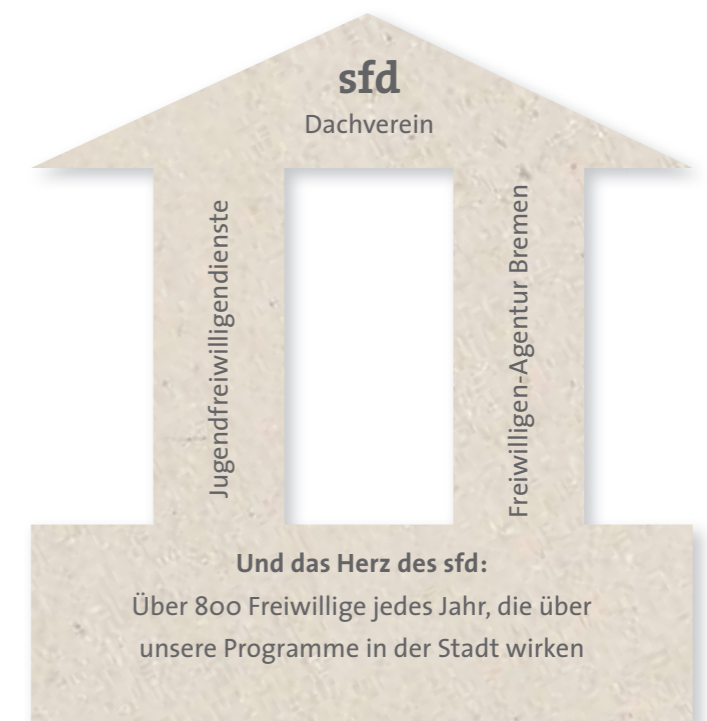 sfd
Dachverein
Jugendfreiwilligendienste
Freiwilligen-Agentur Bremen
Und das Herz des sfd:
Über 800 Freiwillige jedes Jahr, die über
unsere Programme in der Stadt wirken